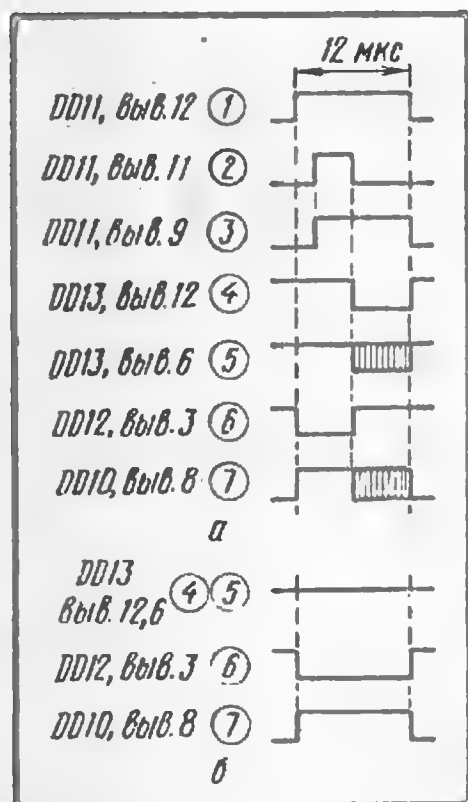 12 мкс
DD11, выв. 12 1
DD11, выв. 11 2
DD11, выв. 9 3
DD13, выв. 12 4
DD13, выв. 6 5
DD12, выв. 3 6
DD10, выв. 8 7
а
DD13
выв. 12,6 4 5
DD12, выв. 3 6
DD10, выв. 8 7
б